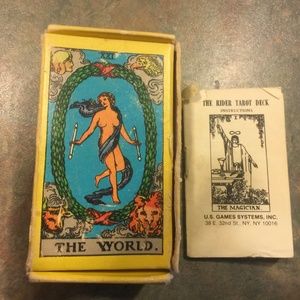 XXI
THE WORLD.
THE RIDER TAROT DECK
INSTRUCTIONS
THE MAGICIAN.
U.S. GAMES SYSTEMS, INC.
38 E. 32nd ST., NY, NY 10016